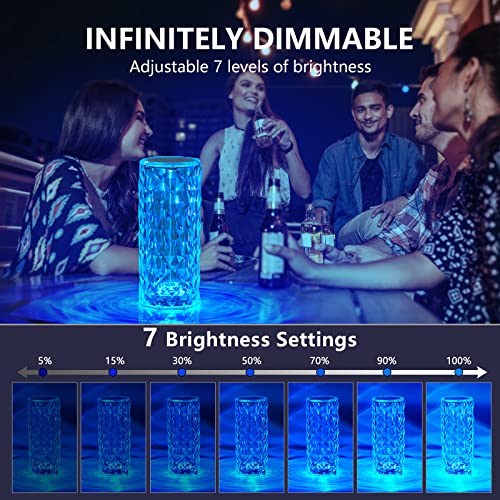 INFINITELY DIMMABLE
Adjustable 7 levels of brightness
7 Brightness Settings
5% 15% 30% 50% 70% 90% 100%